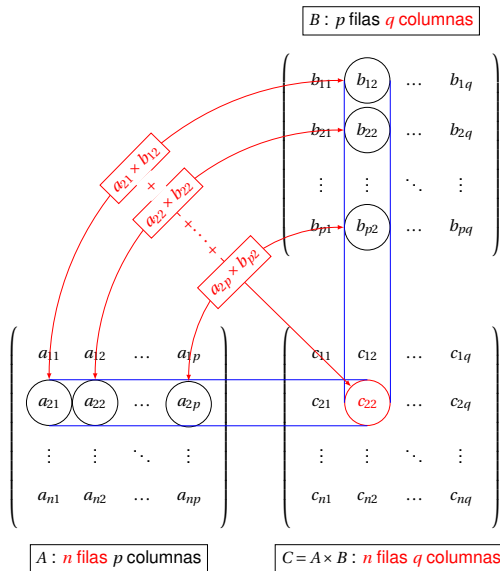 B : p filas q columnas
b₁₁ b₁₂ … b₁q
b₂₁ b₂₂ … b₂q
⋮ ⋮ ⋱ ⋮
bp₁ bp₂ … bpq
a₂₁ × b₁₂
+
a₂₂ × b₂₂
+ ⋯ +
a₂p × bp₂
a₁₁ a₁₂ … a₁p
a₂₁ a₂₂ … a₂p
⋮ ⋮ ⋱ ⋮
aₙ₁ aₙ₂ … aₙp
c₁₁ c₁₂ … c₁q
c₂₁ c₂₂ … c₂q
⋮ ⋮ ⋱ ⋮
cₙ₁ cₙ₂ … cₙq
A : n filas p columnas
C = A × B : n filas q columnas